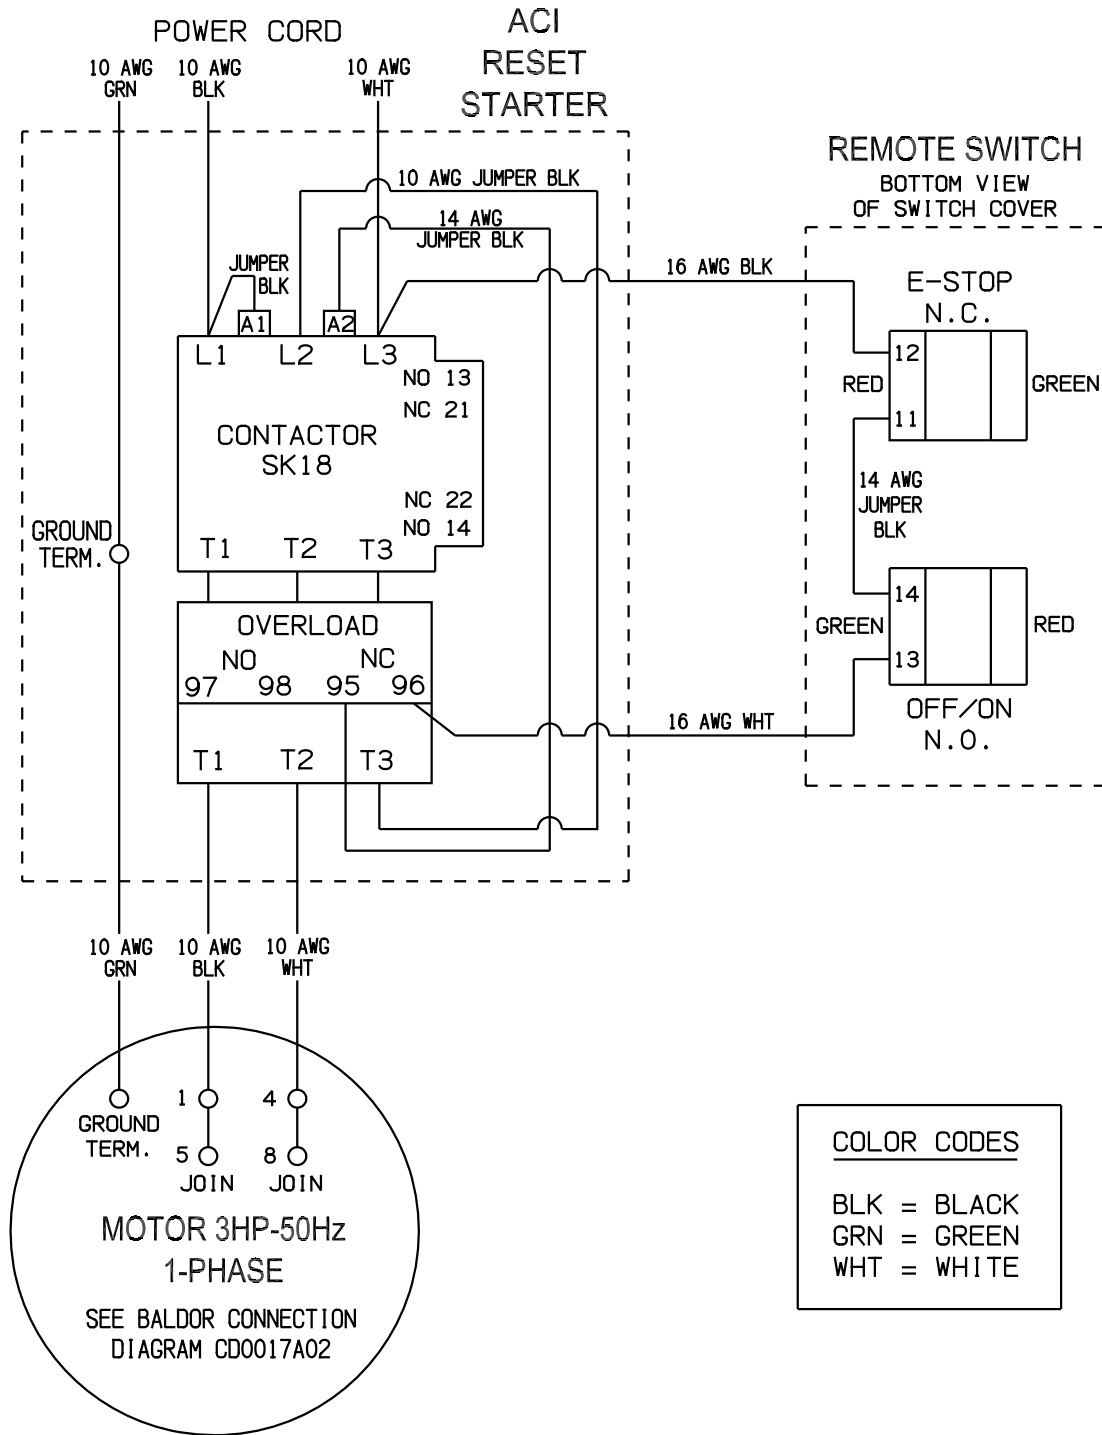 POWER CORD
ACI
RESET
STARTER
10 AWG
GRN
10 AWG
BLK
10 AWG
WHT
REMOTE SWITCH
BOTTOM VIEW
OF SWITCH COVER
10 AWG JUMPER BLK
14 AWG
JUMPER BLK
JUMPER
BLK
16 AWG BLK
A1
A2
L1
L2
L3
NO 13
NC 21
CONTACTOR
SK18
NC 22
NO 14
T1
T2
T3
GROUND
TERM.
E-STOP
N.C.
12
RED
GREEN
11
14 AWG
JUMPER
BLK
14
GREEN
RED
13
OFF/ON
N.O.
OVERLOAD
NO
NC
97
98
95
96
16 AWG WHT
T1
T2
T3
10 AWG
GRN
10 AWG
BLK
10 AWG
WHT
GROUND
TERM.
1
4
5
8
JOIN
JOIN
MOTOR 3HP-50Hz
1-PHASE
SEE BALDOR CONNECTION
DIAGRAM CD0017A02
COLOR CODES
BLK = BLACK
GRN = GREEN
WHT = WHITE